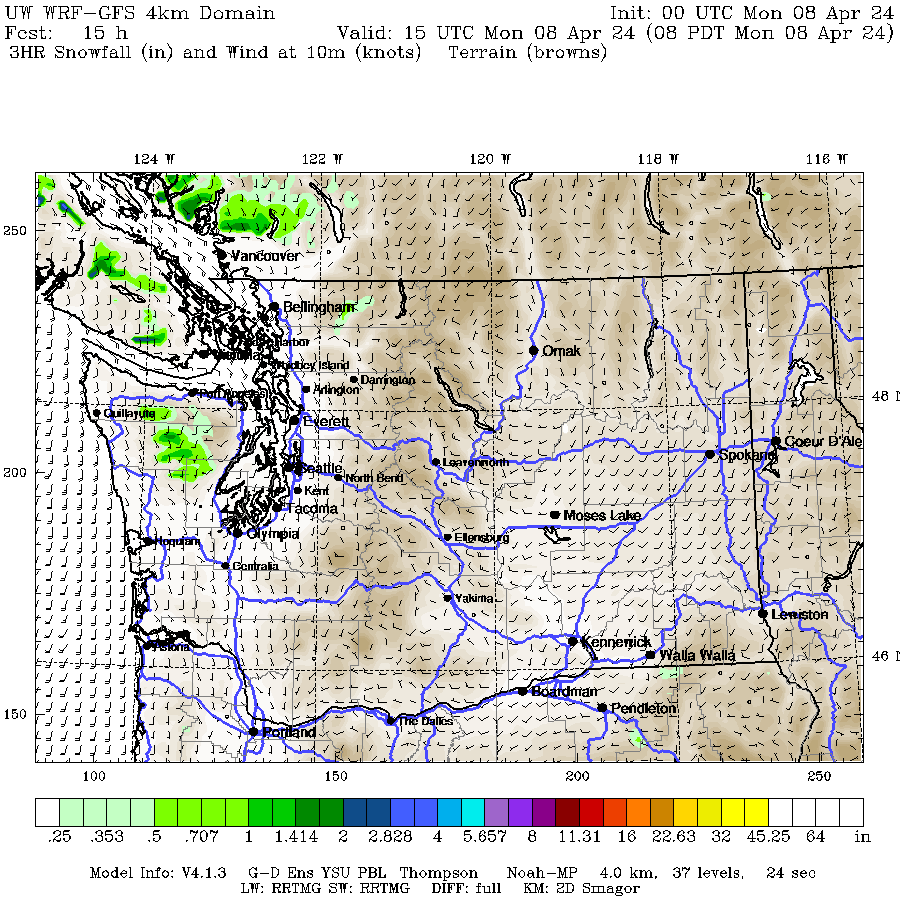 UW WRF-GFS 4km Domain Init: 00 UTC Mon 08 Apr 24
Fcst: 15 h Valid: 15 UTC Mon 08 Apr 24 (08 PDT Mon 08 Apr 24)
3HR Snowfall (in) and Wind at 10m (knots) Terrain (browns)
124 W 122 W 120 W 118 W 116 W
250
Vancouver
Bellingham
Omak
Whidbey Island
Darrington
Arlington
Port Angeles
48 N
Quillayute
Everett
Coeur D'Ale
Spokane
Leavenworth
200
Seattle
North Bend
Kent
Tacoma
Moses Lake
Olympia
Hoquiam
Ellensburg
Centralia
Yakima
Lewiston
Astoria
Kennewick
Walla Walla
46 N
Boardman
Pendleton
150
The Dalles
Portland
100 150 200 250
.25 .353 .5 .707 1 1.414 2 2.828 4 5.657 8 11.31 16 22.63 32 45.25 64 in
Model Info: V4.1.3 G-D Ens YSU PBL Thompson Noah-MP 4.0 km, 37 levels, 24 sec
LW: RRTMG SW: RRTMG DIFF: full KM: 2D Smagor